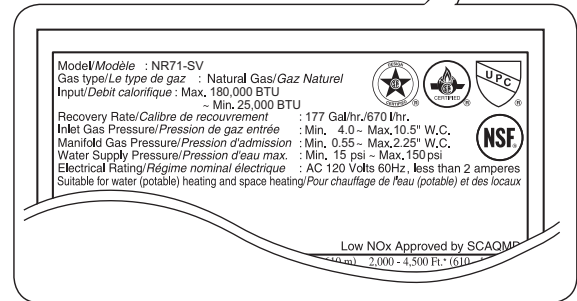 Model/Modèle : NR71-SV
Gas type/Le type de gaz : Natural Gas/Gaz Naturel
Input/Debit calorifique : Max. 180,000 BTU
~ Min. 25,000 BTU
Recovery Rate/Calibre de recouvrement : 177 Gal/hr./670 l/hr.
Inlet Gas Pressure/Pression de gaz entrée : Min. 4.0~ Max.10.5" W.C.
Manifold Gas Pressure/Pression d'admission : Min. 0.55~ Max.2.25" W.C.
Water Supply Pressure/Pression d'eau max. : Min. 15 psi ~ Max.150psi
Electrical Rating/Régime nominal électrique : AC 120 Volts 60Hz, less than 2 amperes
Suitable for water (potable) heating and space heating/Pour chauffage de l'eau (potable) et des locaux
DESIGN
CERTIFIED
CERTIFIED
UPC
® ® ®
NSF®
Low NOx Approved by SCAQMD
m) 2,000 - 4,500 Ft.* (610